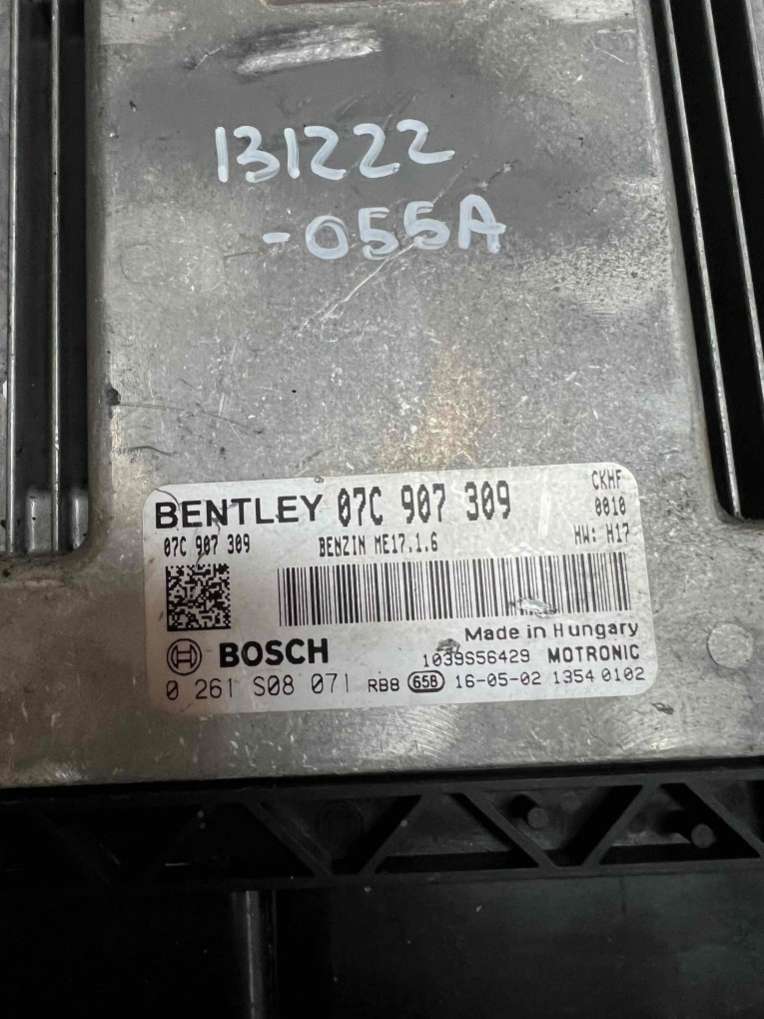 131222
-055A
BENTLEY 07C 907 309
CKHF
0010
07C 907 309 BENZIN ME17.1.6 HW: H17
Made in Hungary
BOSCH 1039S56429 MOTRONIC
0 261 S08 071 RBB 65B 16-05-02 1354 0102